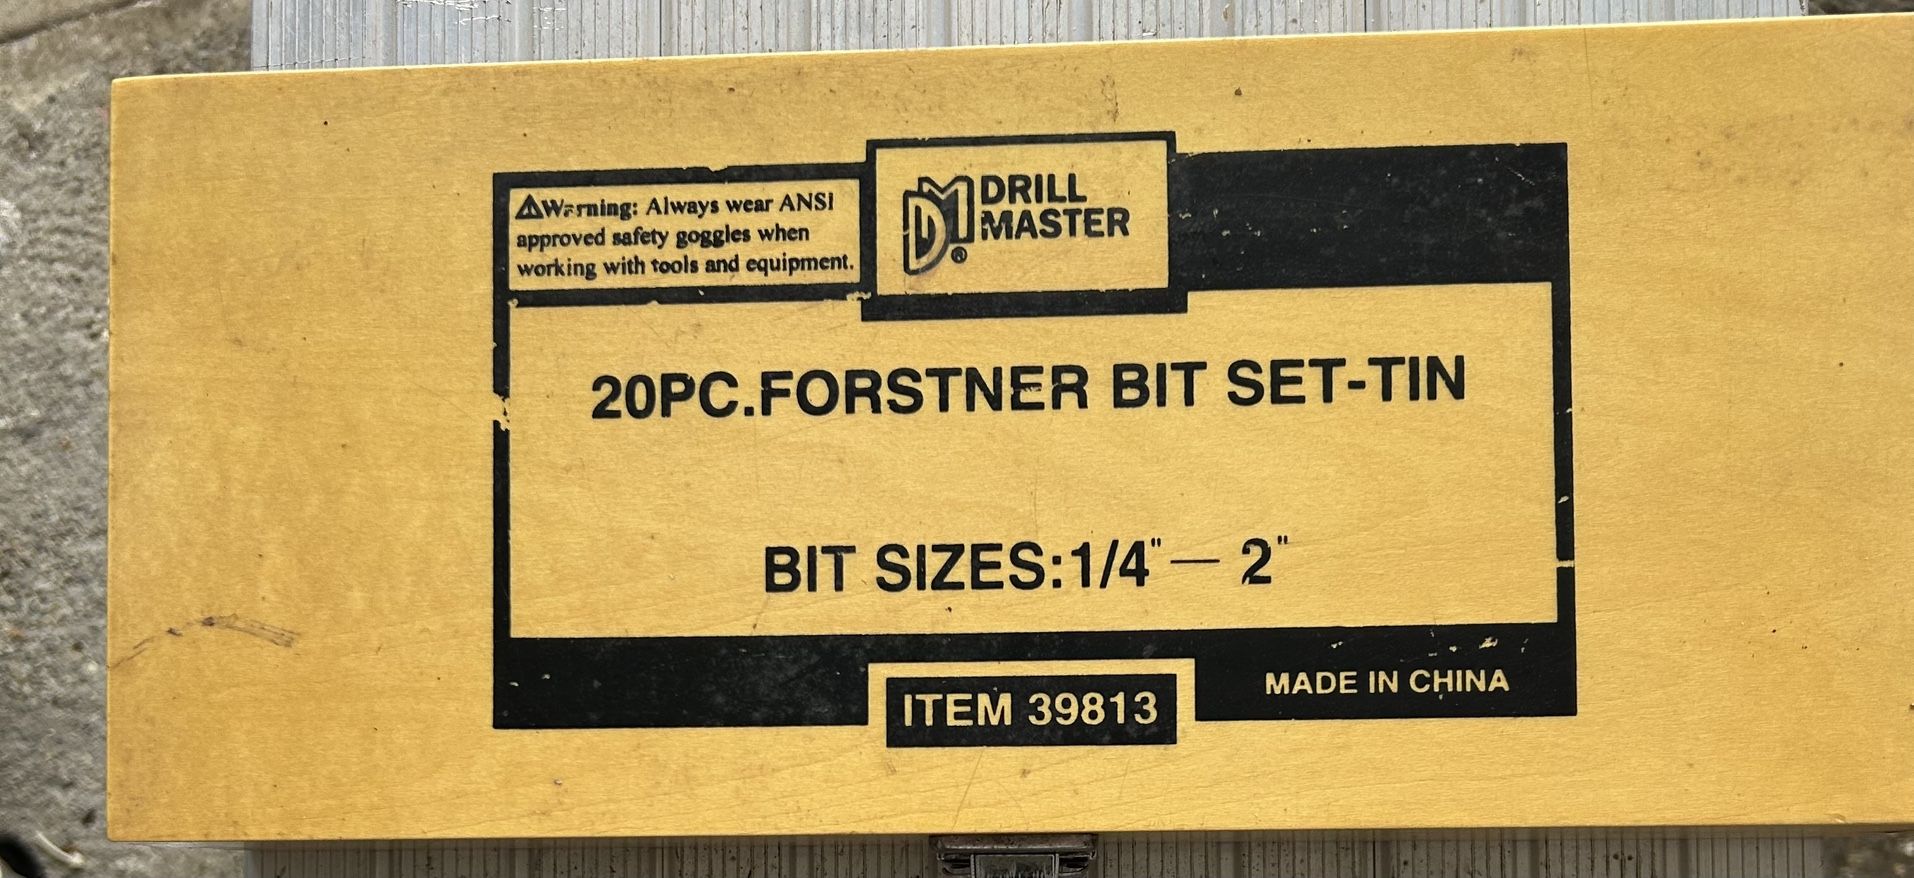 ⚠Warning: Always wear ANSI
approved safety goggles when
working with tools and equipment.
DM®
DRILL
MASTER
20PC.FORSTNER BIT SET-TIN
BIT SIZES:1/4"— 2"
ITEM 39813
MADE IN CHINA